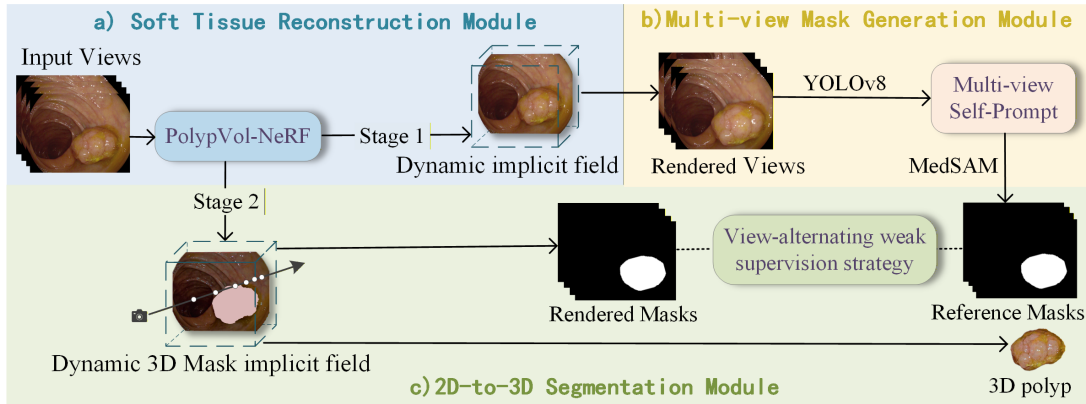 a) Soft Tissue Reconstruction Module
b)Multi-view Mask Generation Module
Input Views
PolypVol-NeRF
Stage 1
Dynamic implicit field
Rendered Views
YOLOv8
Multi-view
Self-Prompt
MedSAM
Stage 2
Dynamic 3D Mask implicit field
Rendered Masks
View-alternating weak
supervision strategy
Reference Masks
3D polyp
c)2D-to-3D Segmentation Module